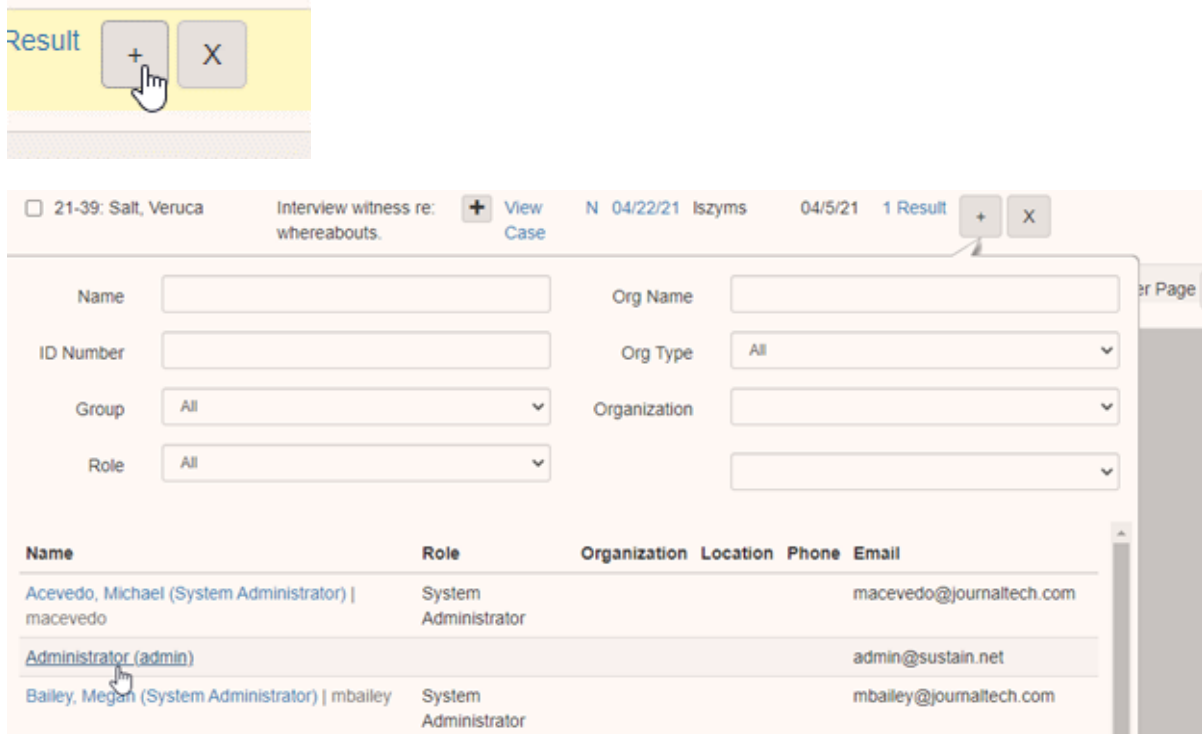 Result + X
21-39: Salt, Veruca Interview witness re: + View N 04/22/21 lszyms 04/5/21 1 Result + X
whereabouts. Case
Name Org Name
er Page
ID Number Org Type All
Group All Organization
Role All
Name Role Organization Location Phone Email
Acevedo, Michael (System Administrator) | System macevedo@journaltech.com
macevedo Administrator
Administrator (admin) admin@sustain.net
Bailey, Megan (System Administrator) | mbailey System mbailey@journaltech.com
Administrator